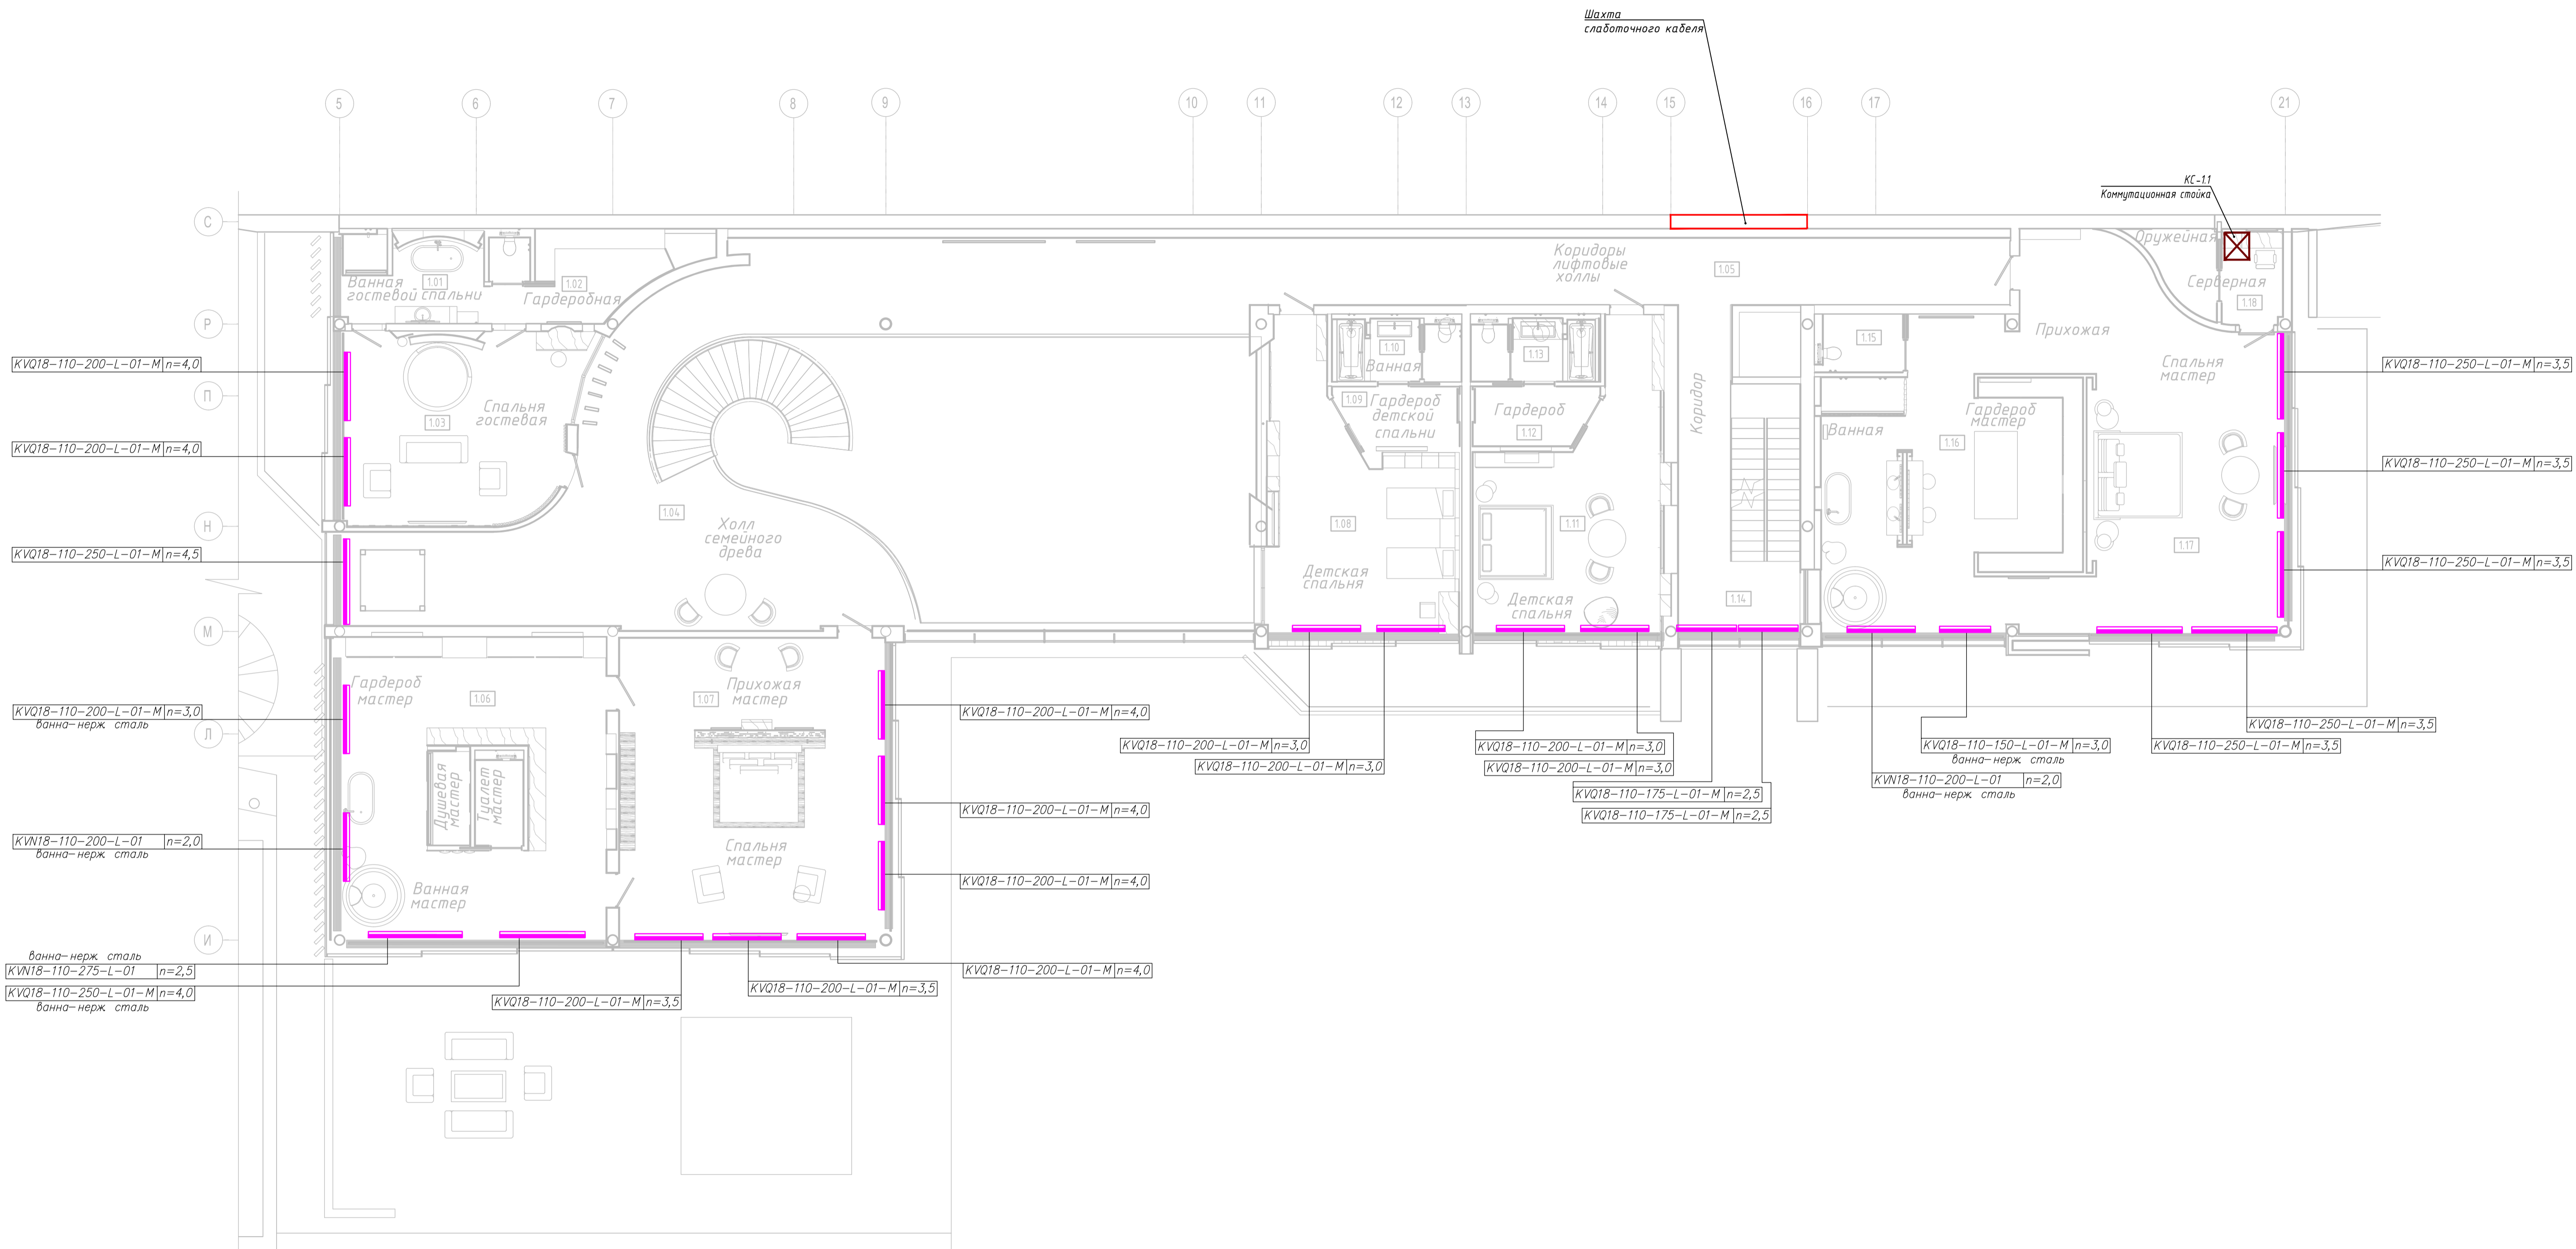 Шахта
слаботочного кабеля
5
6
7
8
9
10
11
12
13
14
15
16
17
21
КС-1.1
Коммутационная стойка
С
Р
П
Н
М
Л
И
Ванная
гостевой спальни
1.01
1.02
Гардеробная
Коридоры
лифтовые
холлы
1.05
Оружейная
Серверная
1.18
Прихожая
KVQ18-110-200-L-01-M n=4,0
1.03
Спальня
гостевая
KVQ18-110-200-L-01-M n=4,0
1.04
Холл
семейного
древа
KVQ18-110-250-L-01-M n=4,5
1.10
Ванная
1.09
Гардероб
детской
спальни
1.08
Детская
спальня
1.13
Гардероб
1.12
1.11
Детская
спальня
Коридор
1.14
1.15
Ванная
Гардероб
мастер
1.16
Спальня
мастер
1.17
KVQ18-110-250-L-01-M n=3,5
KVQ18-110-250-L-01-M n=3,5
KVQ18-110-250-L-01-M n=3,5
Гардероб
мастер
1.06
KVQ18-110-200-L-01-M n=3,0
ванна-нерж. сталь
Душевая
мастер
Туалет
мастер
KVN18-110-200-L-01 n=2,0
ванна-нерж. сталь
Ванная
мастер
1.07
Прихожая
мастер
Спальня
мастер
KVQ18-110-200-L-01-M n=4,0
KVQ18-110-200-L-01-M n=4,0
KVQ18-110-200-L-01-M n=4,0
KVQ18-110-200-L-01-M n=3,0
KVQ18-110-200-L-01-M n=3,0
KVQ18-110-200-L-01-M n=3,0
KVQ18-110-200-L-01-M n=3,0
KVQ18-110-175-L-01-M n=2,5
KVQ18-110-175-L-01-M n=2,5
KVQ18-110-150-L-01-M n=3,0
ванна-нерж. сталь
KVN18-110-200-L-01 n=2,0
ванна-нерж. сталь
KVQ18-110-250-L-01-M n=3,5
KVQ18-110-250-L-01-M n=3,5
ванна-нерж. сталь
KVN18-110-275-L-01 n=2,5
KVQ18-110-250-L-01-M n=4,0
ванна-нерж. сталь
KVQ18-110-200-L-01-M n=3,5
KVQ18-110-200-L-01-M n=3,5
KVQ18-110-200-L-01-M n=4,0